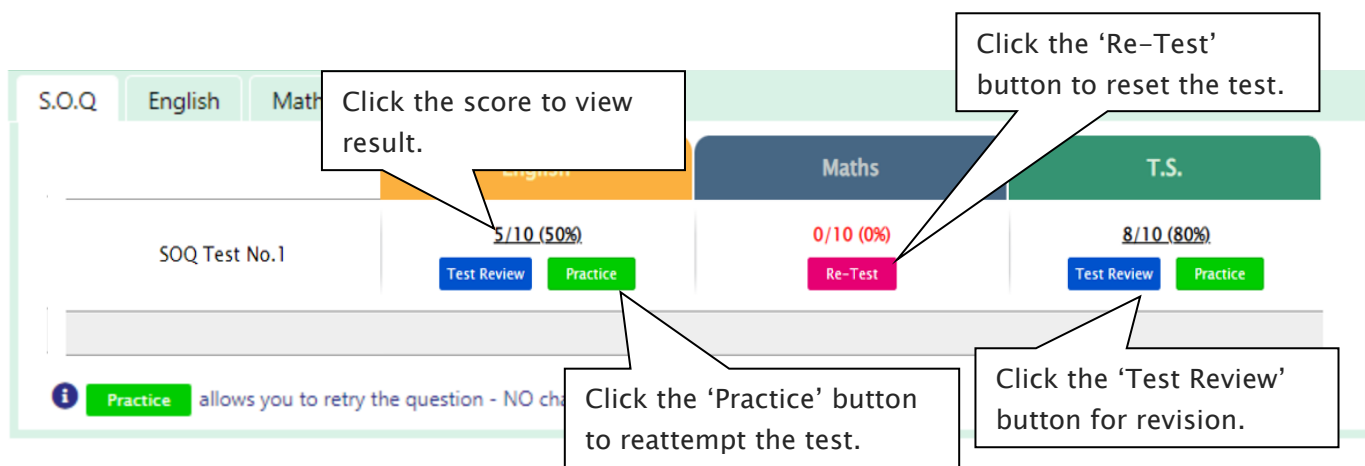 Click the ‘Re-Test’
button to reset the test.
S.O.Q English Math
Click the score to view
result.
English Maths T.S.
SOQ Test No.1
5/10 (50%) 0/10 (0%) 8/10 (80%)
Test Review Practice Re-Test Test Review Practice
Practice allows you to retry the question - NO
Click the ‘Practice’ button
to reattempt the test.
Click the ‘Test Review’
button for revision.